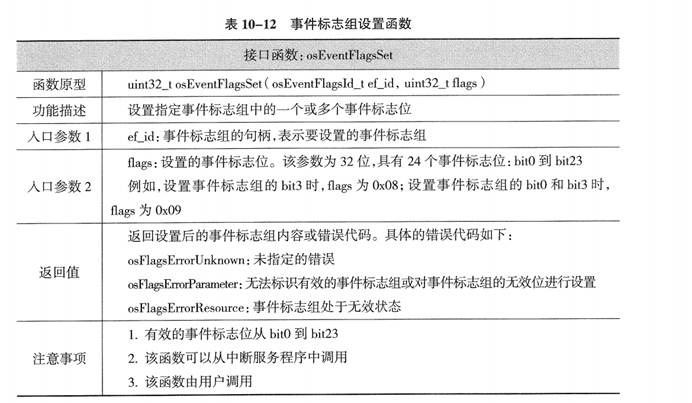 表 10-12 事件标志组设置函数
接口函数:osEventFlagsSet
函数原型 uint32_t osEventFlagsSet( osEventFlagsId_t ef_id, uint32_t flags )
功能描述 设置指定事件标志组中的一个或多个事件标志位
入口参数 1 ef_id:事件标志组的句柄,表示要设置的事件标志组
入口参数 2
flags:设置的事件标志位。该参数为 32 位,具有 24 个事件标志位:bit0 到 bit23
例如,设置事件标志组的 bit3 时,flags 为 0x08;设置事件标志组的 bit0 和 bit3 时,
flags 为 0x09
返回值
返回设置后的事件标志组内容或错误代码。具体的错误代码如下:
osFlagsErrorUnknown:未指定的错误
osFlagsErrorParameter:无法标识有效的事件标志组或对事件标志组的无效位进行设置
osFlagsErrorResource:事件标志组处于无效状态
注意事项
1. 有效的事件标志位从 bit0 到 bit23
2. 该函数可以从中断服务程序中调用
3. 该函数由用户调用